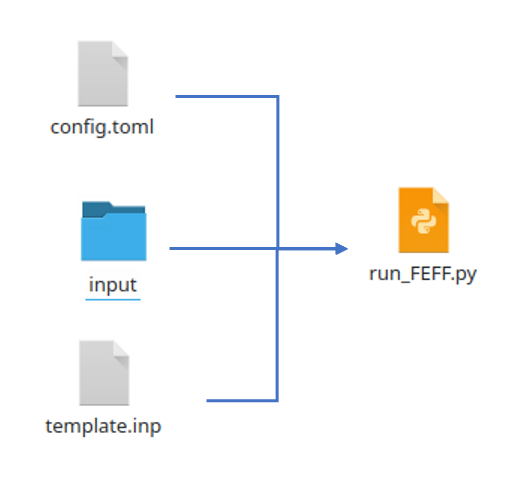 config.toml
input
run_FEFF.py
template.inp